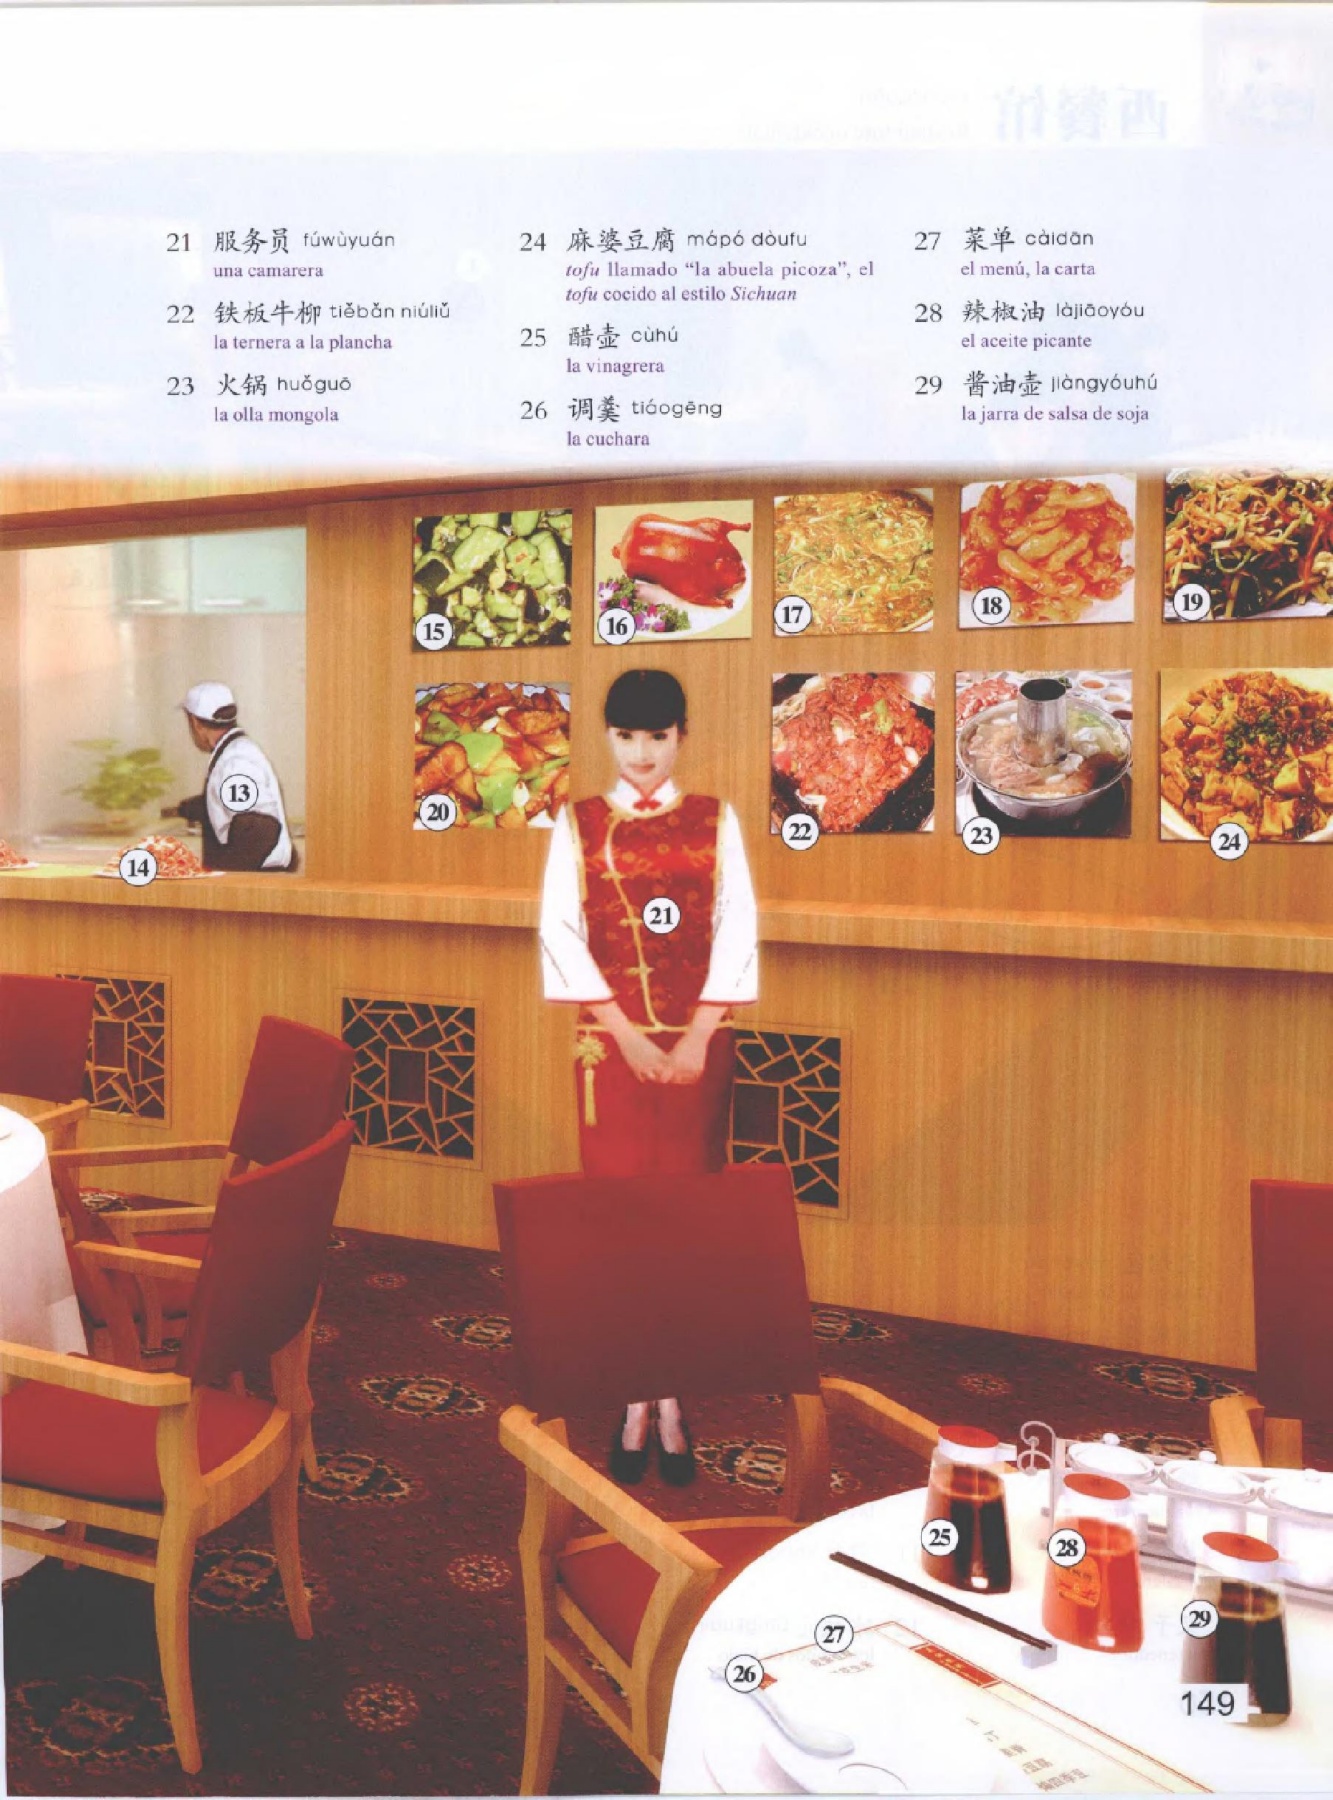 21 服务员 fúwùyuán
una camarera
22 铁板牛柳 tiěbǎn niúliǔ
la ternera a la plancha
23 火锅 huǒguō
la olla mongola
24 麻婆豆腐 mápó dòufu
tofu llamado “la abuela picoza”, el
tofu cocido al estilo Sichuan
25 醋壶 cùhú
la vinagrera
26 调羹 tiáogēng
la cuchara
27 菜单 càidān
el menú, la carta
28 辣椒油 làjiāoyóu
el aceite picante
29 酱油壶 jiàngyóuhú
la jarra de salsa de soja
15
16
17
18
19
13
14
20
21
22
23
24
25
28
29
27
26
149